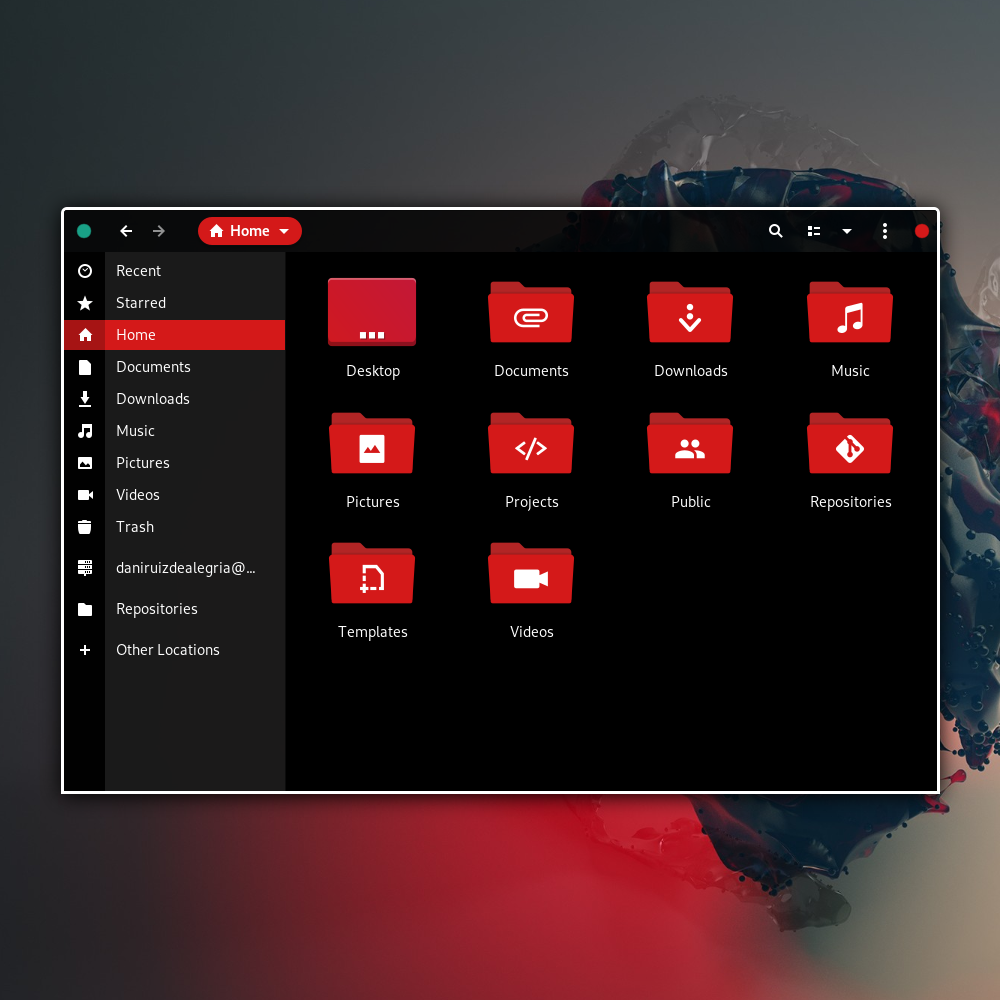 Home
Recent
Starred
Home
Documents
Downloads
Music
Pictures
Videos
Trash
daniruizdealegria@...
Repositories
Other Locations
Desktop
Documents
Downloads
Music
Pictures
Projects
Public
Repositories
Templates
Videos